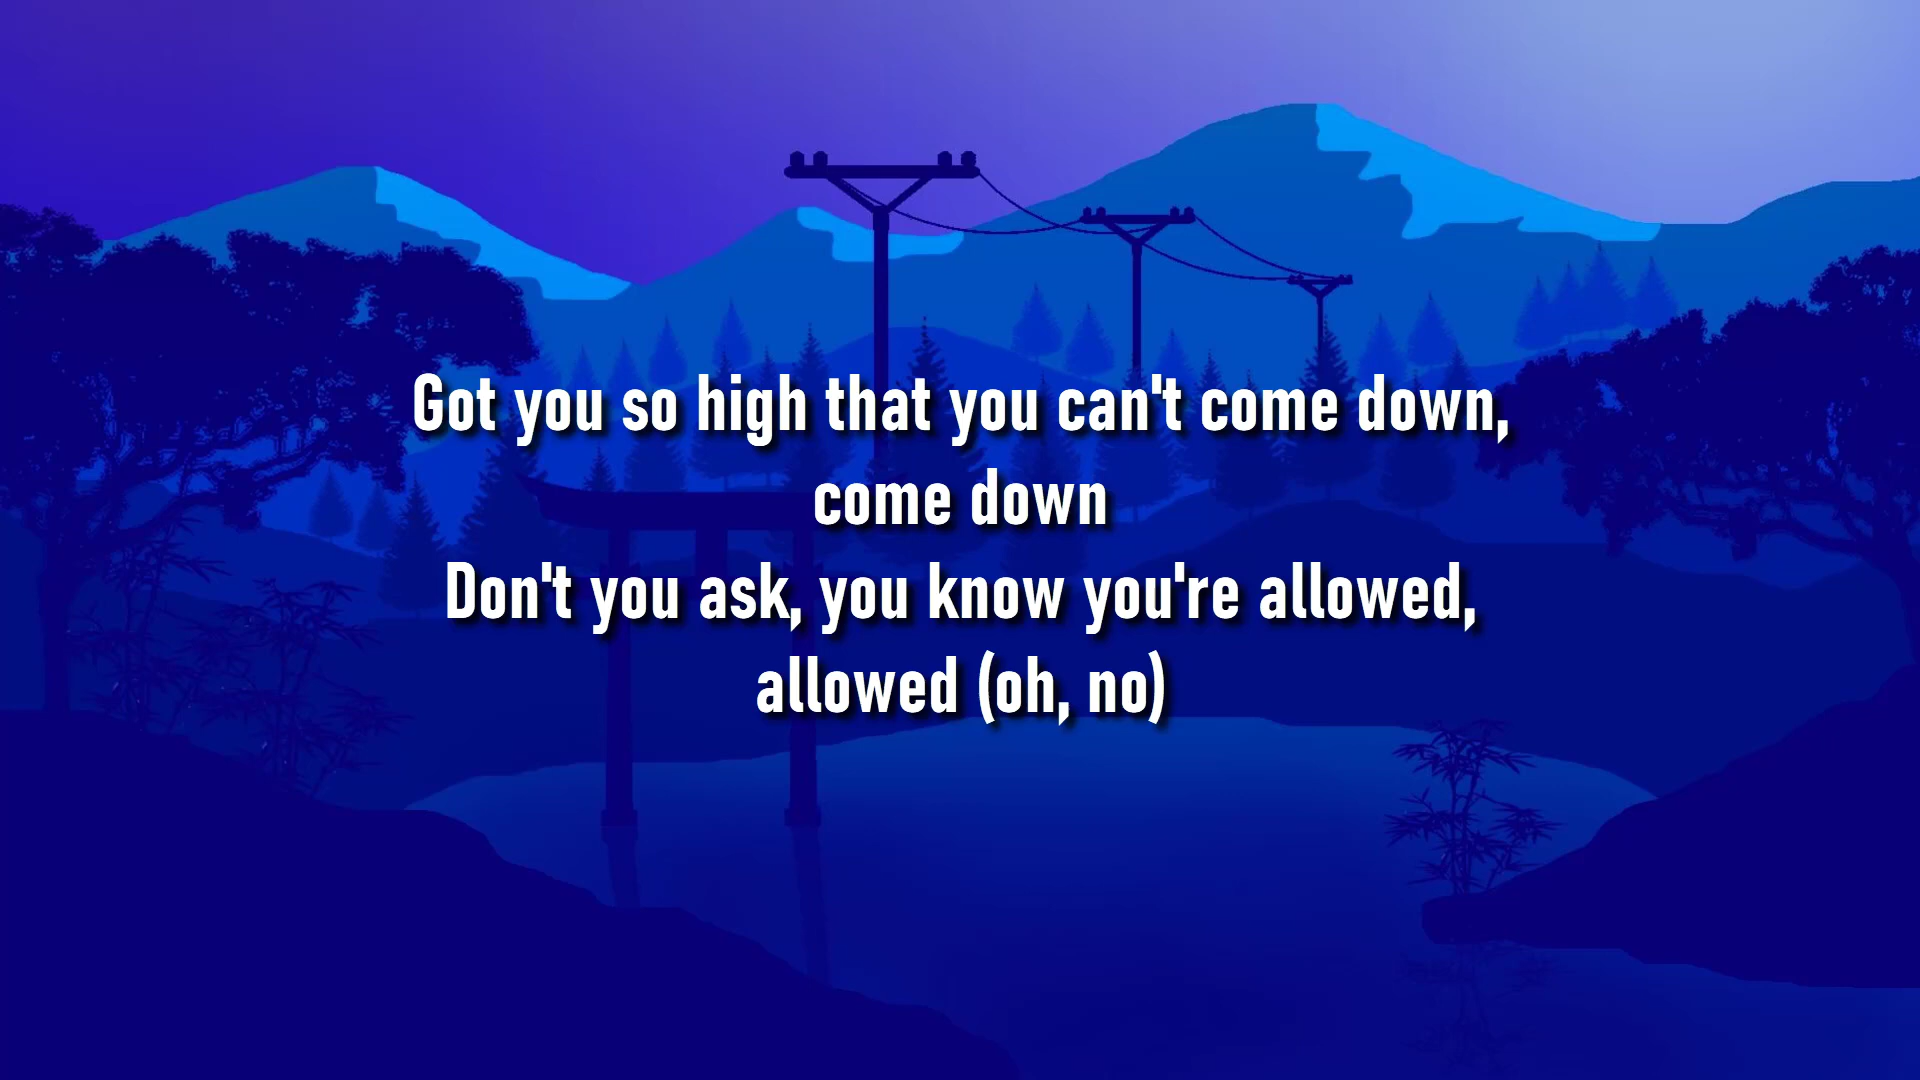 Got you so high that you can't come down,
come down
Don't you ask, you know you're allowed,
allowed (oh, no)